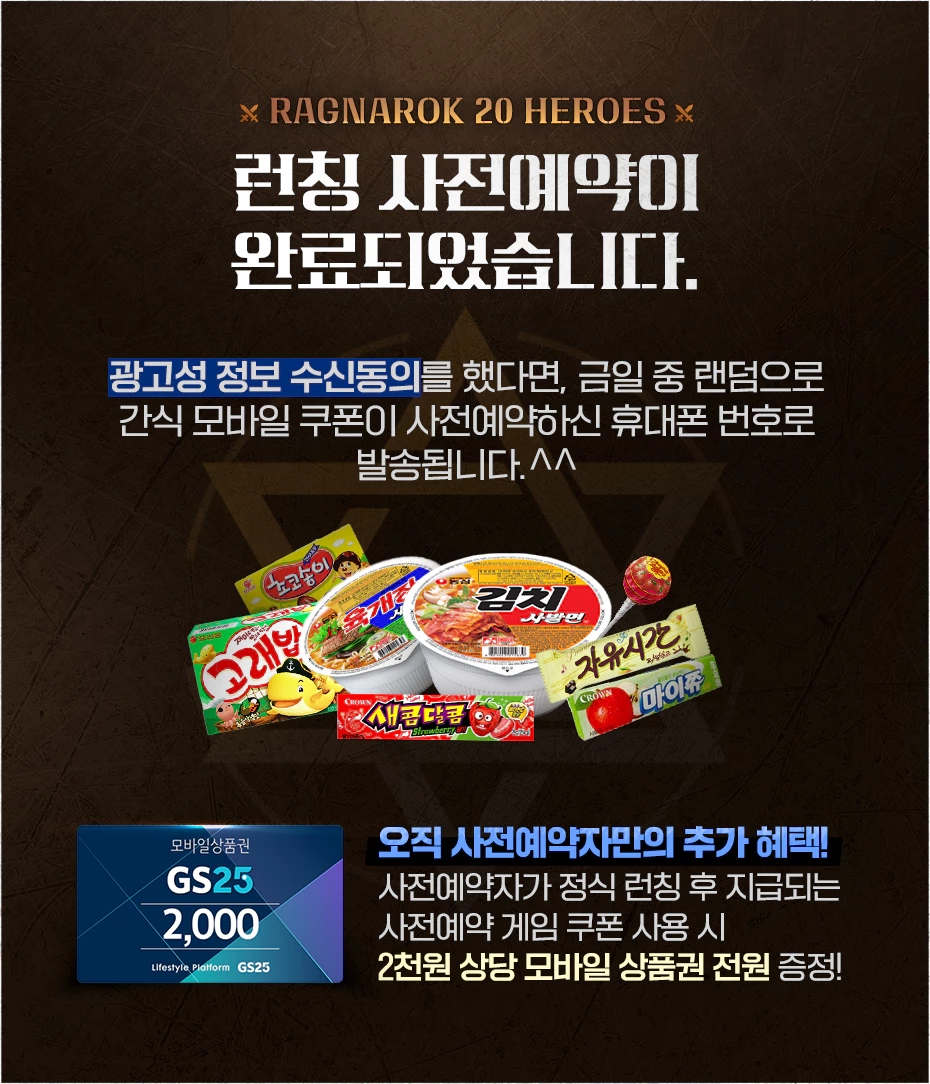 RAGNAROK 20 HEROES
런칭 사전예약이
완료되었습니다.
광고성 정보 수신동의를 했다면, 금일 중 랜덤으로
간식 모바일 쿠폰이 사전예약하신 휴대폰 번호로
발송됩니다.^^
초코송이
고래밥
농심
육개장
농심
김치
사발면
자유시간
CROWN
마이쮸
CROWN
새콤달콤
Strawberry
모바일상품권
GS25
2,000
Lifestyle Platform GS25
오직 사전예약자만의 추가 혜택!
사전예약자가 정식 런칭 후 지급되는
사전예약 게임 쿠폰 사용 시
2천원 상당 모바일 상품권 전원 증정!